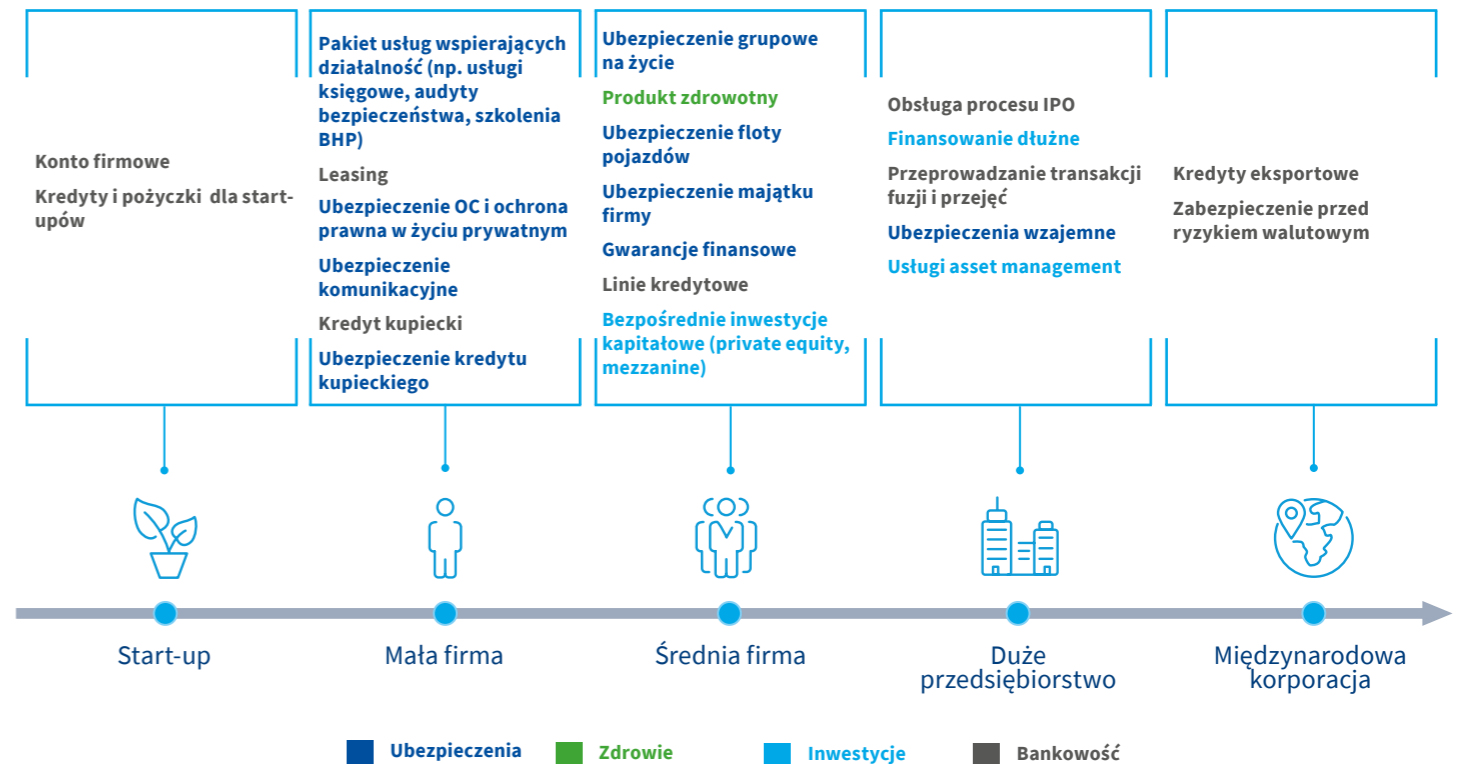 Konto firmowe
Kredyty i pożyczki dla start-
upów
Pakiet usług wspierających
działalność (np. usługi
księgowe, audyty
bezpieczeństwa, szkolenia
BHP)
Leasing
Ubezpieczenie OC i ochrona
prawna w życiu prywatnym
Ubezpieczenie
komunikacyjne
Kredyt kupiecki
Ubezpieczenie kredytu
kupieckiego
Ubezpieczenie grupowe
na życie
Produkt zdrowotny
Ubezpieczenie floty
pojazdów
Ubezpieczenie majątku
firmy
Gwarancje finansowe
Linie kredytowe
Bezpośrednie inwestycje
kapitałowe (private equity,
mezzanine)
Obsługa procesu IPO
Finansowanie dłużne
Przeprowadzanie transakcji
fuzji i przejęć
Ubezpieczenia wzajemne
Usługi asset management
Kredyty eksportowe
Zabezpieczenie przed
ryzykiem walutowym
Start-up
Mała firma
Średnia firma
Duże
przedsiębiorstwo
Międzynarodowa
korporacja
Ubezpieczenia
Zdrowie
Inwestycje
Bankowość